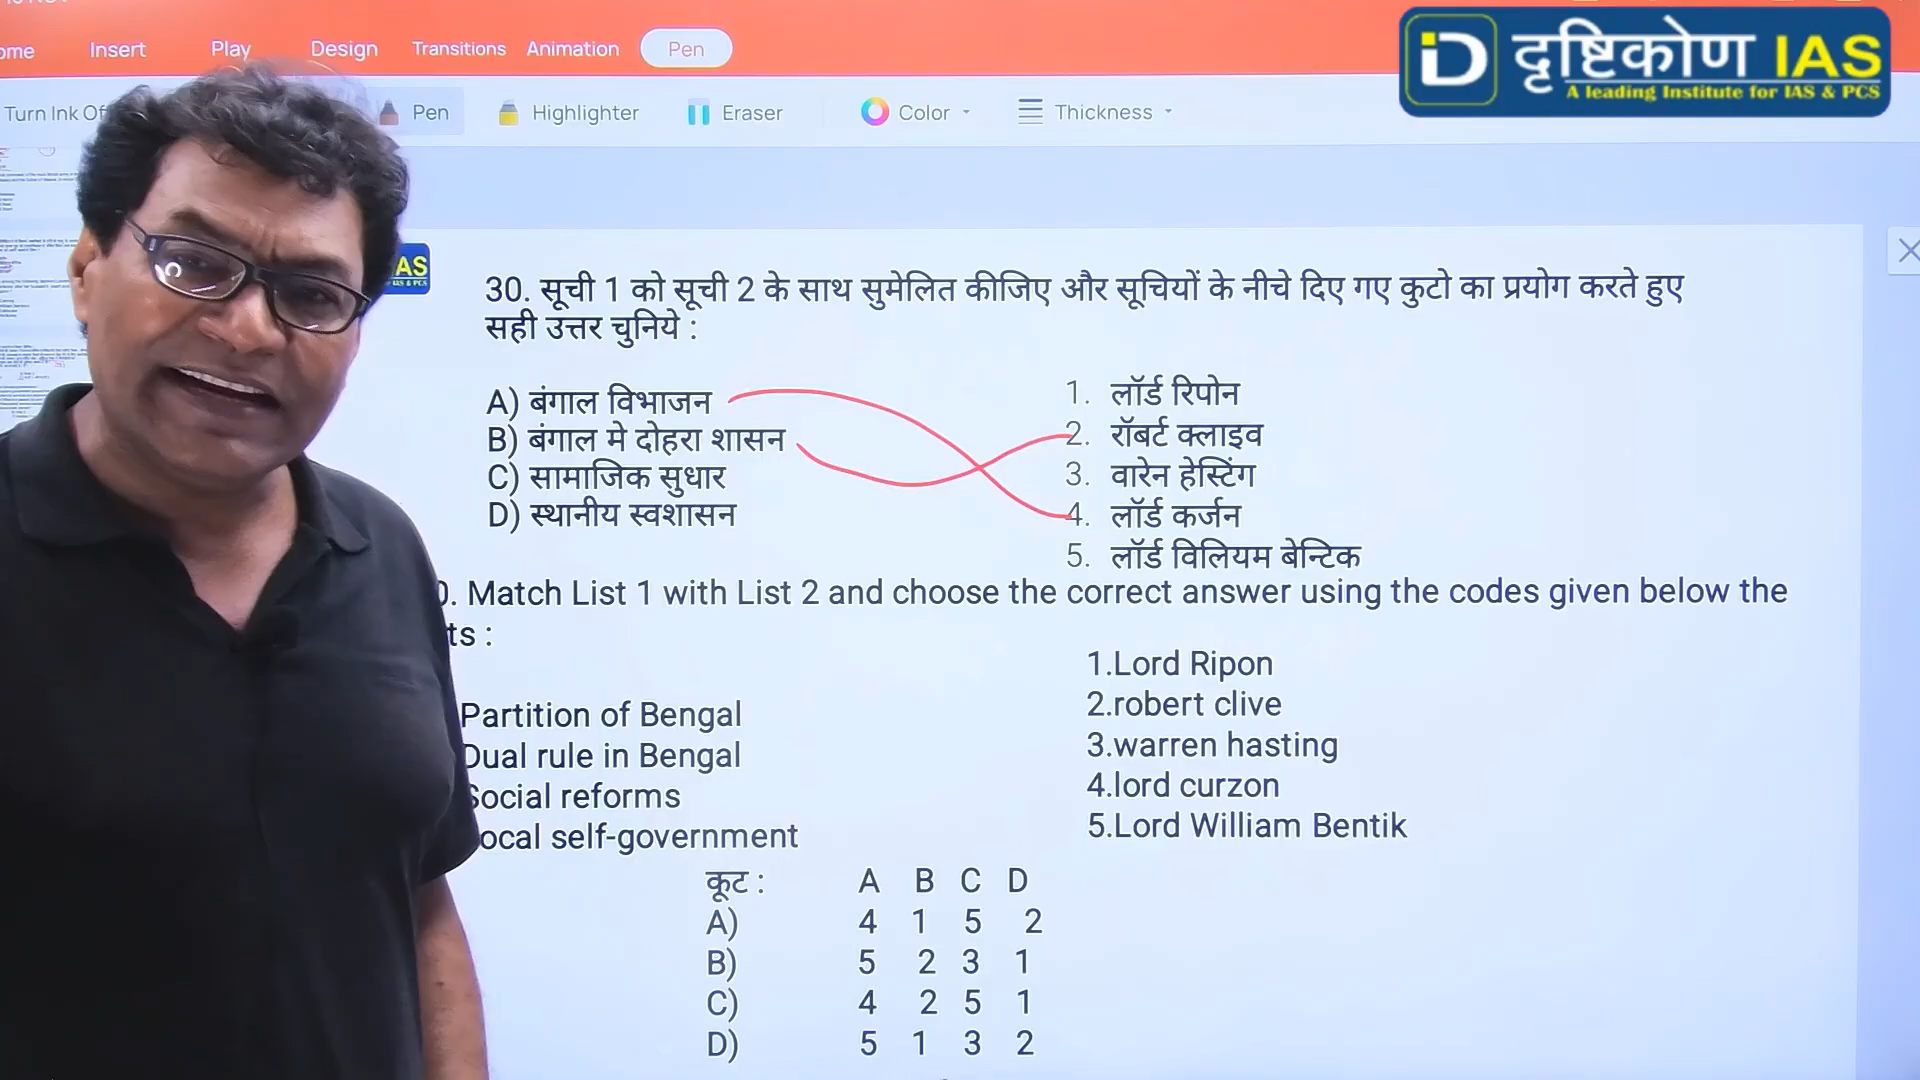 Insert Play Design Transitions Animation Pen
Turn Ink Pen Highlighter Eraser Color Thickness
दृष्टिकोण IAS
A leading Institute for IAS & PCS
AS
30. सूची 1 को सूची 2 के साथ सुमेलित कीजिए और सूचियों के नीचे दिए गए कुटो का प्रयोग करते हुए
सही उत्तर चुनिये :
A) बंगाल विभाजन
B) बंगाल मे दोहरा शासन
C) सामाजिक सुधार
D) स्थानीय स्वशासन
1. लॉर्ड रिपोन
2. रॉबर्ट क्लाइव
3. वारेन हेस्टिंग
4. लॉर्ड कर्जन
5. लॉर्ड विलियम बेन्टिक
. Match List 1 with List 2 and choose the correct answer using the codes given below the
ts :
Partition of Bengal
Dual rule in Bengal
Social reforms
ocal self-government
1.Lord Ripon
2.robert clive
3.warren hasting
4.lord curzon
5.Lord William Bentik
कूट : A B C D
A) 4 1 5 2
B) 5 2 3 1
C) 4 2 5 1
D) 5 1 3 2